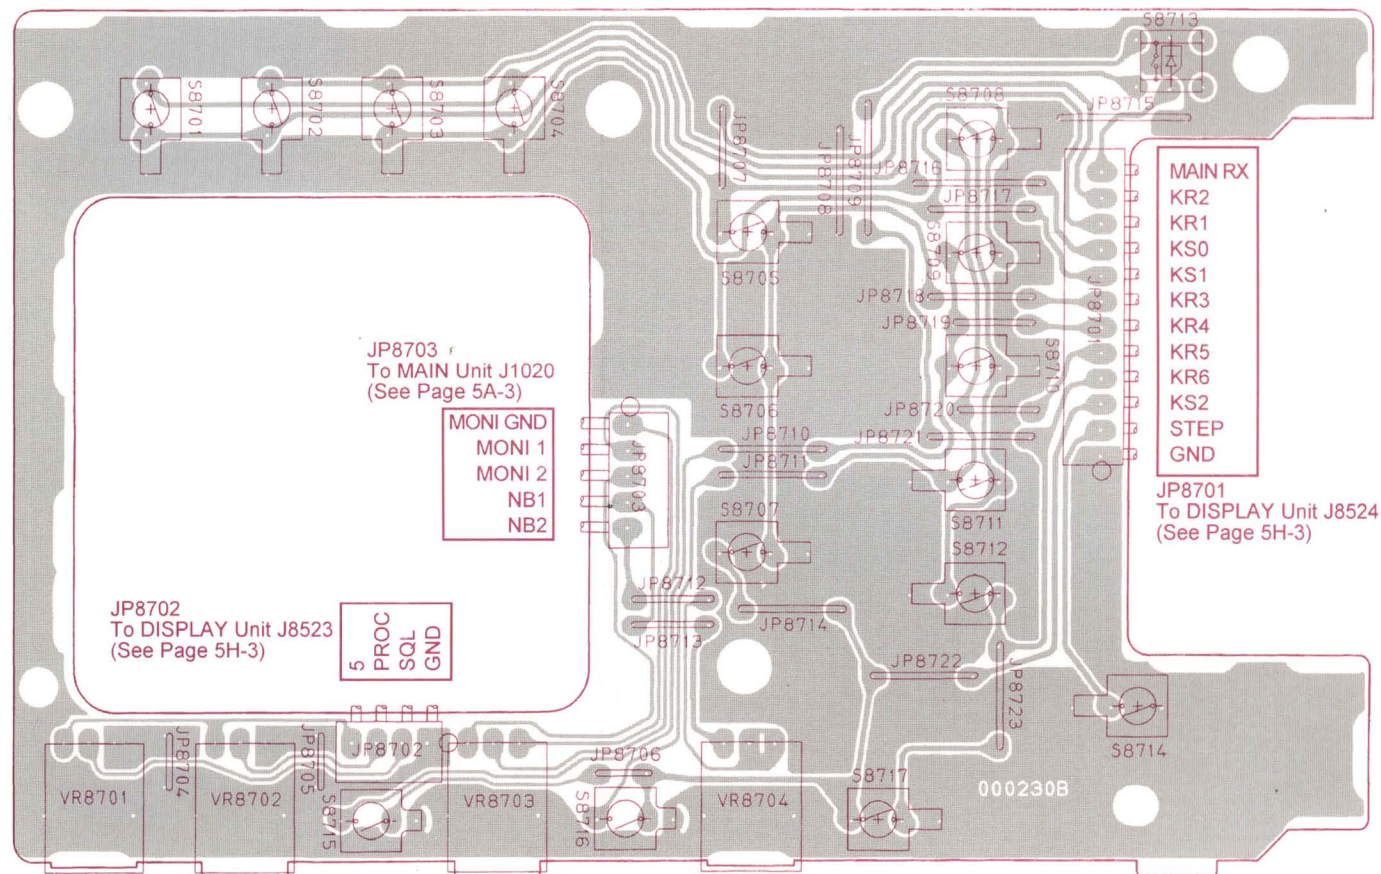 S8713
S8701
S8702
S8703
S8704
S8708
JP8715
JP8707
JP8708
JP8709
JP8716
JP8717
MAIN RX
KR2
KR1
KS0
KS1
KR3
KR4
KR5
KR6
KS2
STEP
GND
JP8701
JP8701
To DISPLAY Unit J8524
(See Page 5H-3)
S8705
S8709
JP8718
JP8719
S8710
S8706
JP8720
JP8721
JP8710
JP8711
JP8703
To MAIN Unit J1020
(See Page 5A-3)
MONI GND
MONI 1
MONI 2
NB1
NB2
JP8703
S8707
S8711
S8712
JP8712
JP8713
JP8714
JP8702
To DISPLAY Unit J8523
(See Page 5H-3)
5
PROC
SQL
GND
JP8722
JP8723
S8714
JP8704
JP8705
JP8702
JP8706
VR8701
VR8702
S8715
VR8703
S8716
VR8704
S8717
000230B